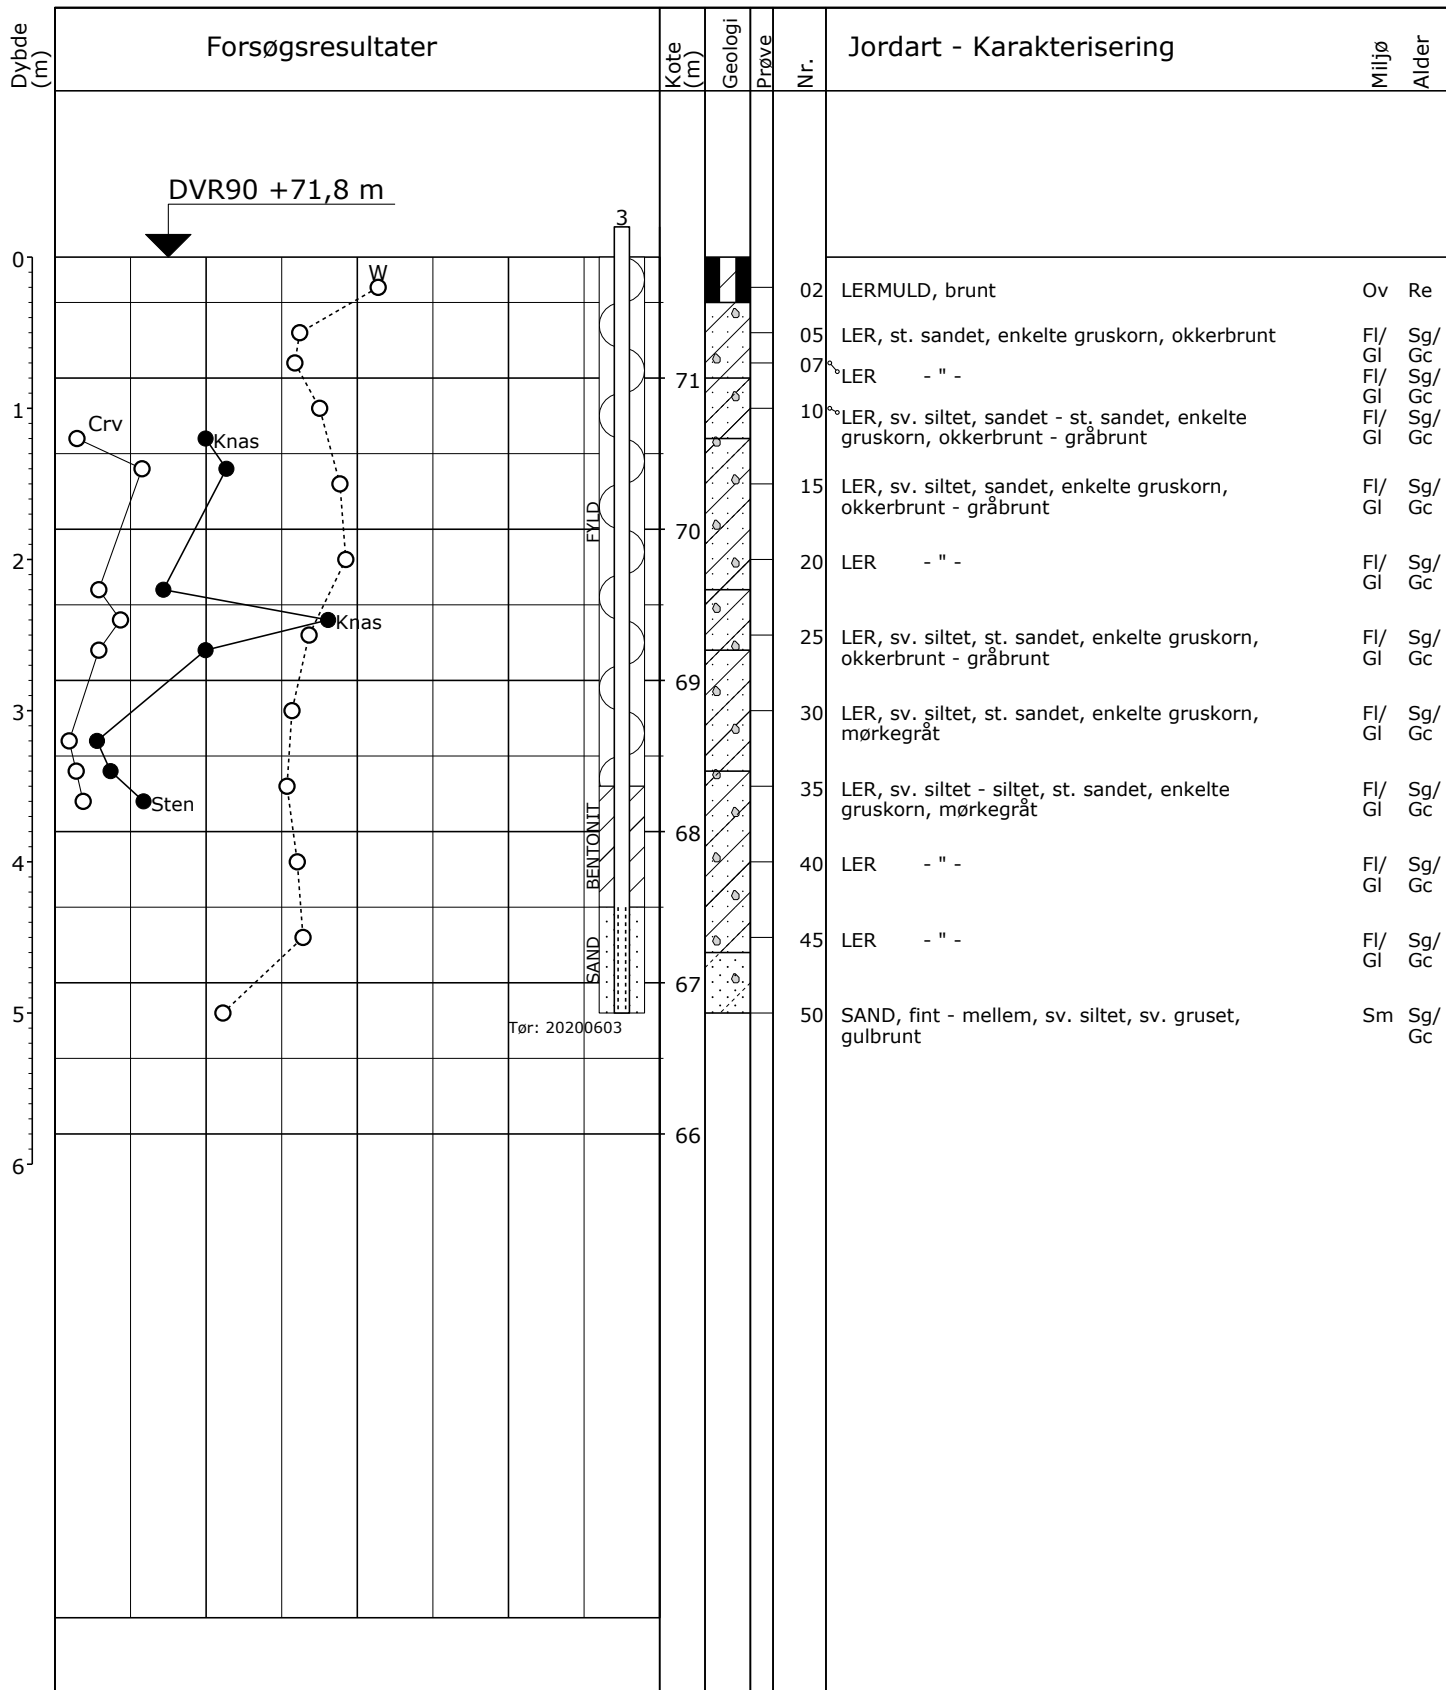 Dybde (m)
Forsøgsresultater
Kote (m)
Geologi
Prøve
Nr.
Jordart - Karakterisering
Miljø
Alder
DVR90 +71,8 m
3
0
W
02 LERMULD, brunt Ov Re
05 LER, st. sandet, enkelte gruskorn, okkerbrunt Fl/ Sg/
Gl Gc
07 LER - " - Fl/ Sg/
Gl Gc
71
1
10 LER, sv. siltet, sandet - st. sandet, enkelte Fl/ Sg/
gruskorn, okkerbrunt - gråbrunt Gl Gc
Crv
Knas
15 LER, sv. siltet, sandet, enkelte gruskorn, Fl/ Sg/
okkerbrunt - gråbrunt Gl Gc
FYLD
70
2
20 LER - " - Fl/ Sg/
Gl Gc
Knas
25 LER, sv. siltet, st. sandet, enkelte gruskorn, Fl/ Sg/
okkerbrunt - gråbrunt Gl Gc
69
3
30 LER, sv. siltet, st. sandet, enkelte gruskorn, Fl/ Sg/
mørkegråt Gl Gc
35 LER, sv. siltet - siltet, st. sandet, enkelte Fl/ Sg/
gruskorn, mørkegråt Gl Gc
Sten
68
BENTONIT
4
40 LER - " - Fl/ Sg/
Gl Gc
45 LER - " - Fl/ Sg/
Gl Gc
SAND
67
5
50 SAND, fint - mellem, sv. siltet, sv. gruset, Sm Sg/
gulbrunt Gc
Tør: 20200603
66
6